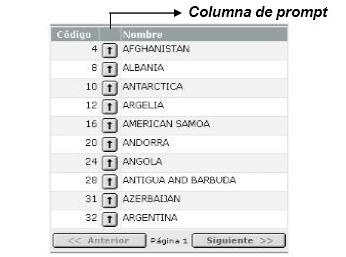 Columna de prompt
Código Nombre
4 AFGHANISTAN
8 ALBANIA
10 ANTARCTICA
12 ARGELIA
16 AMERICAN SAMOA
20 ANDORRA
24 ANGOLA
28 ANTIGUA AND BARBUDA
31 AZERBAIJAN
32 ARGENTINA
<< Anterior Página 1 Siguiente >>